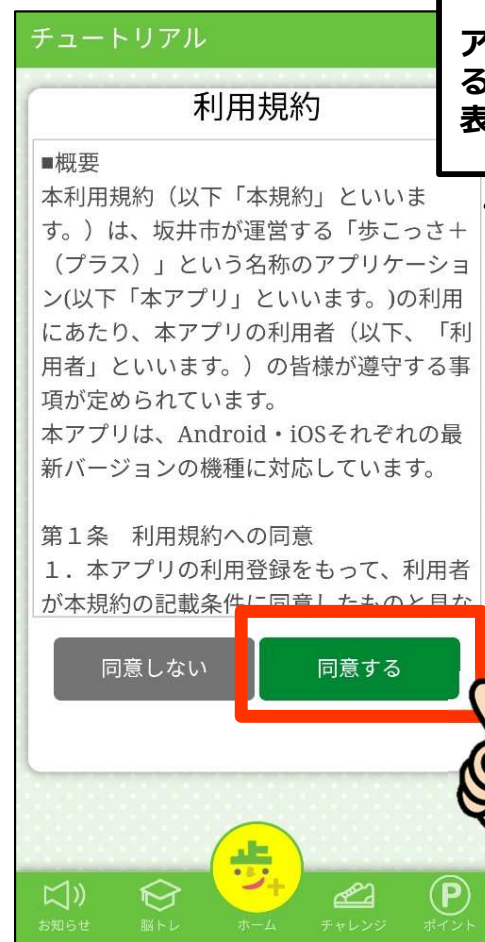 チュートリアル
ア
る
表
利用規約
■概要
本利用規約（以下「本規約」といいま
す。）は、坂井市が運営する「歩こっさ＋
（プラス）」という名称のアプリケーショ
ン(以下「本アプリ」といいます。)の利用
にあたり、本アプリの利用者（以下、「利
用者」といいます。）の皆様が遵守する事
項が定められています。
本アプリは、Android・iOSそれぞれの最
新バージョンの機種に対応しています。
第１条　利用規約への同意
１．本アプリの利用登録をもって、利用者
が本規約の記載条件に同意したものと見な
同意しない
同意する
お知らせ
脳トレ
ホーム
チャレンジ
P
ポイント